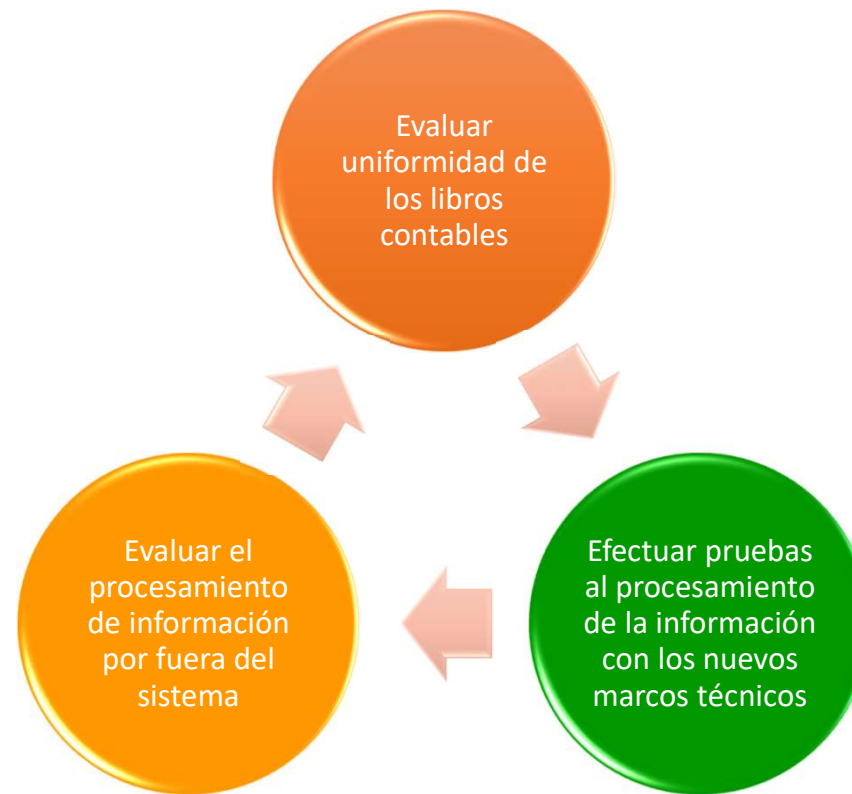 Evaluar
uniformidad de
los libros
contables
Efectuar pruebas
al procesamiento
de la información
con los nuevos
marcos técnicos
Evaluar el
procesamiento
de información
por fuera del
sistema